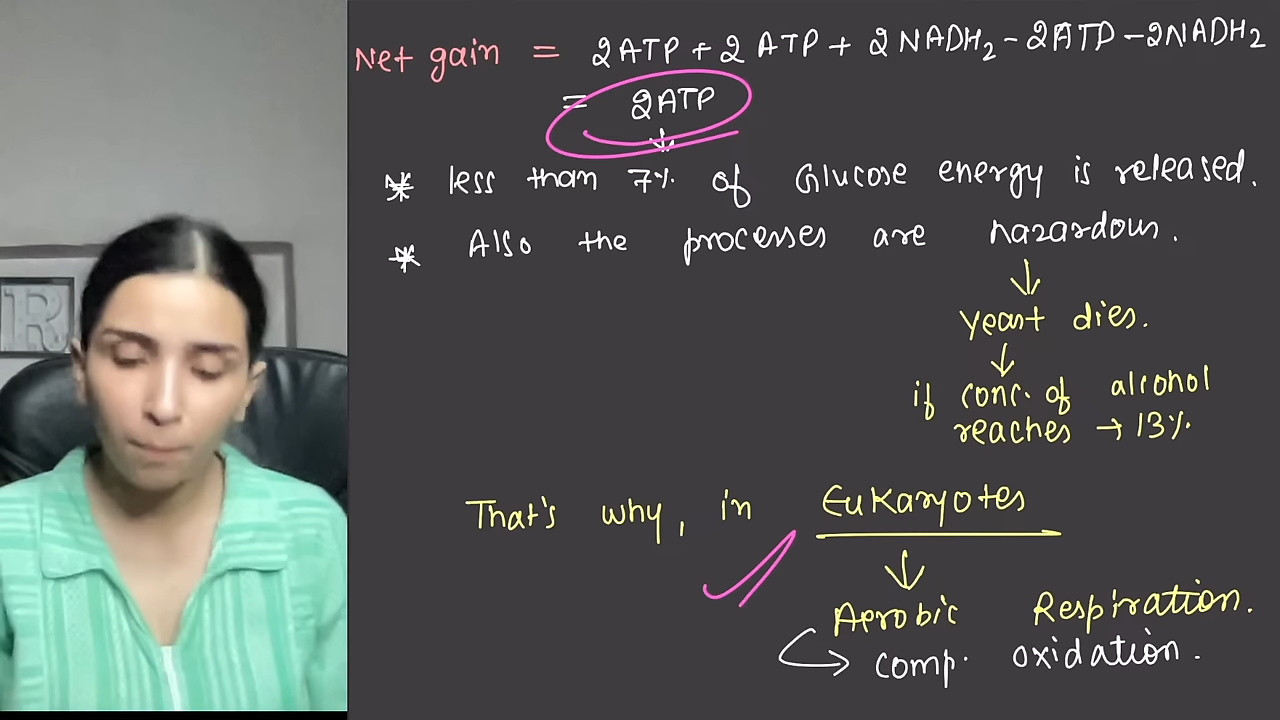 Net gain = 2ATP + 2 ATP + 2 NADH2 - 2ATP - 2NADH2
= 2ATP
* less than 7% of Glucose energy is released.
* Also the processes are hazardous.
Yeast dies.
if conc. of alcohol
reaches → 13%
R
That's why, in Eukaryotes
Aerobic Respiration.
comp. oxidation.